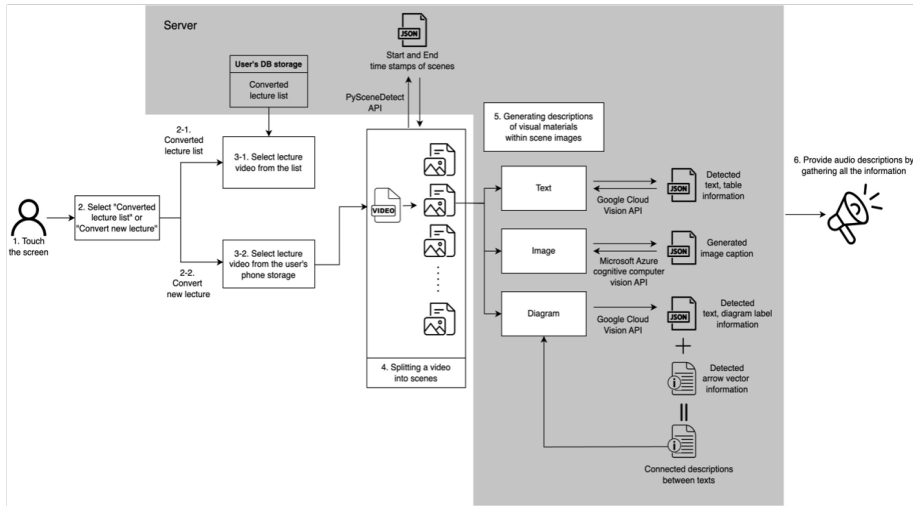 Server
JSON
Start and End
time stamps of scenes
User's DB storage
Converted
lecture list
PySceneDetect
API
2-1.
Converted
lecture list
3-1. Select lecture
video from the list
5. Generating descriptions
of visual materials
within scene images
6. Provide audio descriptions by
gathering all the information
1. Touch
the screen
2. Select "Converted
lecture list" or
"Convert new lecture"
2-2.
Convert
new lecture
3-2. Select lecture
video from the user's
phone storage
VIDEO
4. Splitting a video
into scenes
Text
Google Cloud
Vision API
JSON
Detected
text, table
information
Image
Microsoft Azure
cognitive computer
vision API
JSON
Generated
image caption
Diagram
Google Cloud
Vision API
JSON
Detected
text, diagram label
information
+
Detected
arrow vector
information
Connected descriptions
between texts